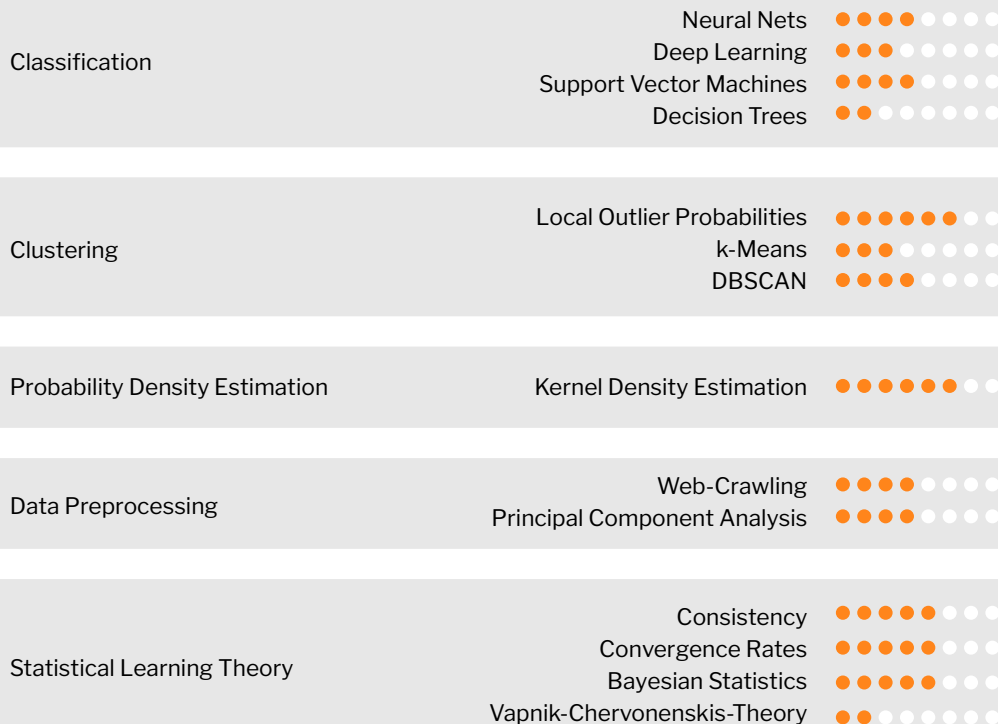 Classification
Neural Nets
Deep Learning
Support Vector Machines
Decision Trees
Clustering
Local Outlier Probabilities
k-Means
DBSCAN
Probability Density Estimation
Kernel Density Estimation
Data Preprocessing
Web-Crawling
Principal Component Analysis
Statistical Learning Theory
Consistency
Convergence Rates
Bayesian Statistics
Vapnik-Chervonenskis-Theory